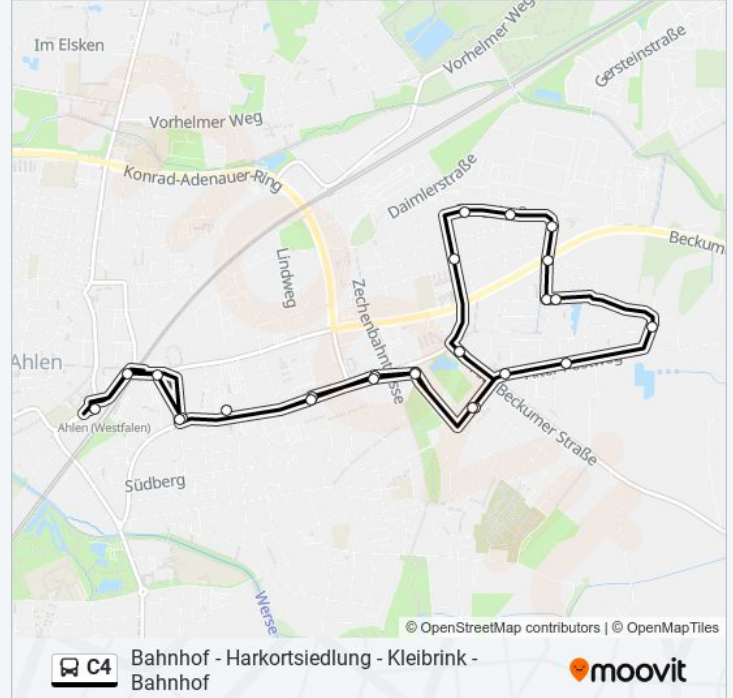 Im Elsken
Vorhelmer Weg
Gersteinstraße
Vorhelmer Weg
Konrad-Adenauer-Ring
Daimlerstraße
Beckum
Lindweg
Zechenbahntrasse
Ahlen
Beckumer Straße
Ahlen (Westfalen)
Südberg
Werse
© OpenStreetMap contributors | © OpenMapTiles
C4 Bahnhof - Harkortsiedlung - Kleibrink -
Bahnhof
moovit